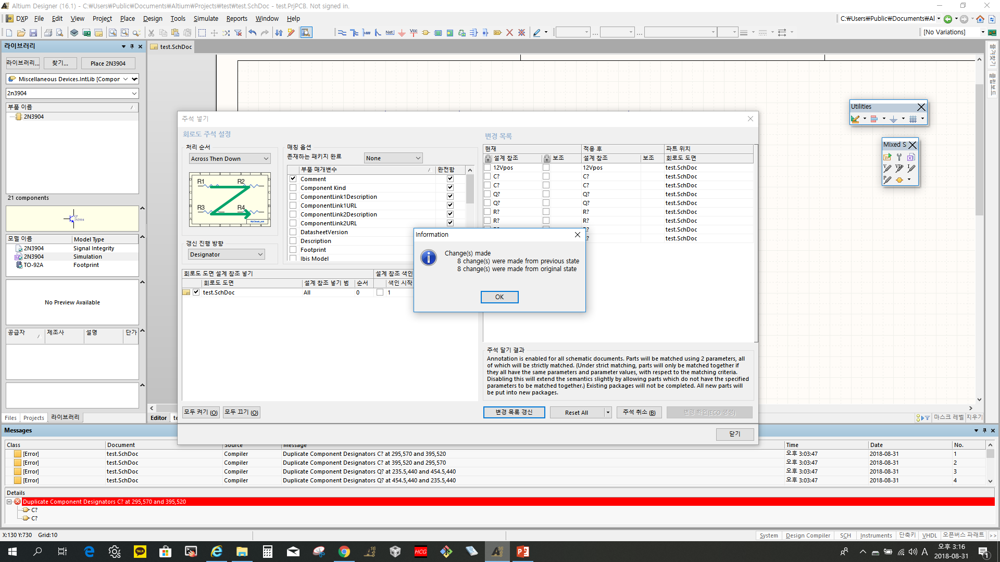 Altium Designer (16.1) - C:₩Users₩Public₩Documents₩Altium₩Projects₩test₩test.SchDoc - test.PrjPCB. Not signed in.
DXP File Edit View Project Place Design Tools Simulate Reports Window Help
C:₩Users₩Public₩Documents₩Al
Net Vcc
[No Variations]
라이브러리
test.SchDoc
라이브러리... 찾기... Place 2N3904
Miscellaneous Devices.IntLib [Compor
2n3904
부품 이름
2N3904
21 components
Q?
2N3904
모델 이름 Model Type
2N3904 Signal Integrity
2N3904 Simulation
TO-92A Footprint
No Preview Available
공급자 제조사 설명 단가
Files Projects 라이브러리
즐겨찾기
클립보드
Utilities
Mixed S
주석 넣기
회로도 주석 설정
처리 순서
Across Then Down
R1 R2
R3 R4
갱신 진행 방향
Designator
매칭 옵션
존재하는 패키지 완료 None
부품 매개변수 완전함
Comment
Component Kind
ComponentLink1Description
ComponentLink1URL
ComponentLink2Description
ComponentLink2URL
DatasheetVersion
Description
Footprint
Ibis Model
회로도 도면 설계 참조 넣기 설계 참조 색인
회로도 도면 설계 참조 넣기 범 순서 색인 시작
test.SchDoc All 0 1
모두 켜기 (O) 모두 끄기 (O)
변경 목록
현재 적용 후 파트 위치
설계 참조 보조 설계 참조 보조 회로도 도면
12Vpos 12Vpos test.SchDoc
C? C? test.SchDoc
C? C? test.SchDoc
Q? Q? test.SchDoc
Q? Q? test.SchDoc
R? R? test.SchDoc
R? R? test.SchDoc
test.SchDoc
test.SchDoc
Information
Change(s) made
8 change(s) were made from previous state
8 change(s) were made from original state
OK
주석 달기 결과
Annotation is enabled for all schematic documents. Parts will be matched using 2 parameters, all
of which will be strictly matched. (Under strict matching, parts will only be matched together if
they all have the same parameters and parameter values, with respect to the matching criteria.
Disabling this will extend the semantics slightly by allowing parts which do not have the specified
parameters to be matched together.) Existing packages will not be completed. All new parts will
be put into new packages.
변경 목록 갱신 Reset All 주석 취소 (B) 변경 확인(ECO 생성)
닫기
Editor te
마스크 레벨 지우기
Messages
Class Document Source Message Time Date No.
[Error] test.SchDoc Compiler Duplicate Component Designators C? at 295,570 and 395,520 오후 3:03:47 2018-08-31 1
[Error] test.SchDoc Compiler Duplicate Component Designators C? at 395,520 and 295,570 오후 3:03:47 2018-08-31 2
[Error] test.SchDoc Compiler Duplicate Component Designators Q? at 235.5,440 and 454.5,440 오후 3:03:47 2018-08-31 3
[Error] test.SchDoc Compiler Duplicate Component Designators Q? at 454.5,440 and 235.5,440 오후 3:03:47 2018-08-31 4
Details
Duplicate Component Designators C? at 295,570 and 395,520
C?
C?
X:130 Y:730 Grid:10
System Design Compiler SCH Instruments 단축키 VHDL 오픈버스 파래트 >>
TALK
HCG
A 오후 3:16
2018-08-31
1